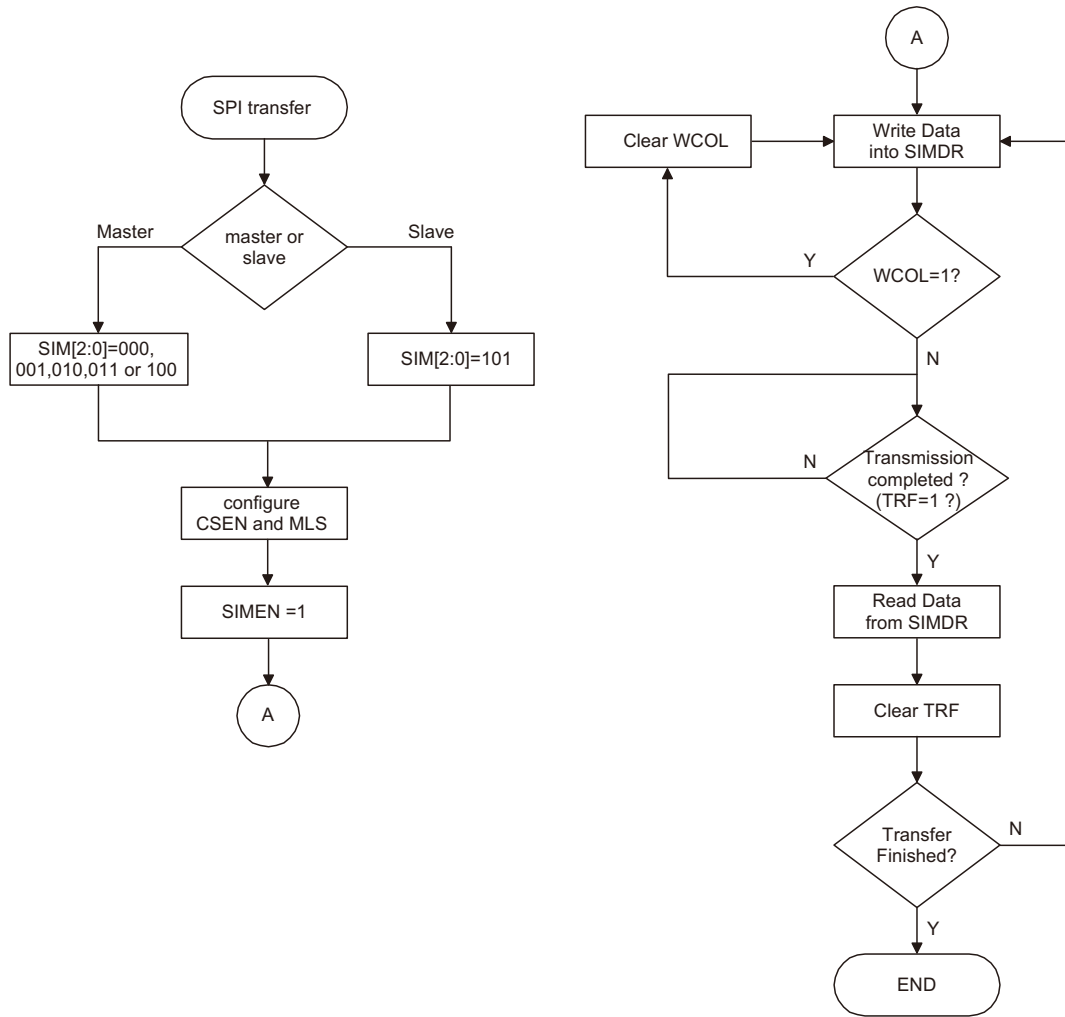 SPI transfer
master or
slave
Master
Slave
SIM[2:0]=000,
001,010,011 or 100
SIM[2:0]=101
configure
CSEN and MLS
SIMEN =1
A
A
Write Data
into SIMDR
Clear WCOL
WCOL=1?
Y
N
Transmission
completed ?
(TRF=1 ?)
N
Y
Read Data
from SIMDR
Clear TRF
Transfer
Finished?
N
Y
END